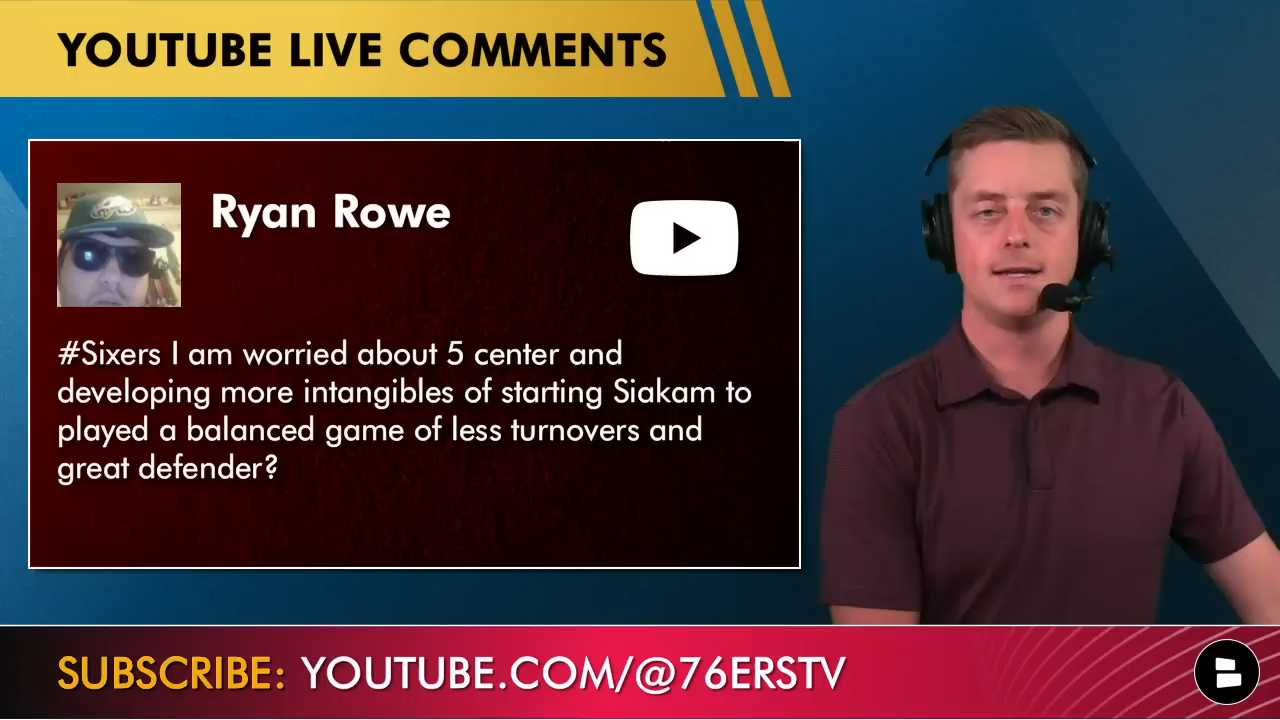 YOUTUBE LIVE COMMENTS
Ryan Rowe
#Sixers I am worried about 5 center and
developing more intangibles of starting Siakam to
played a balanced game of less turnovers and
great defender?
SUBSCRIBE: YOUTUBE.COM/@76ERSTV